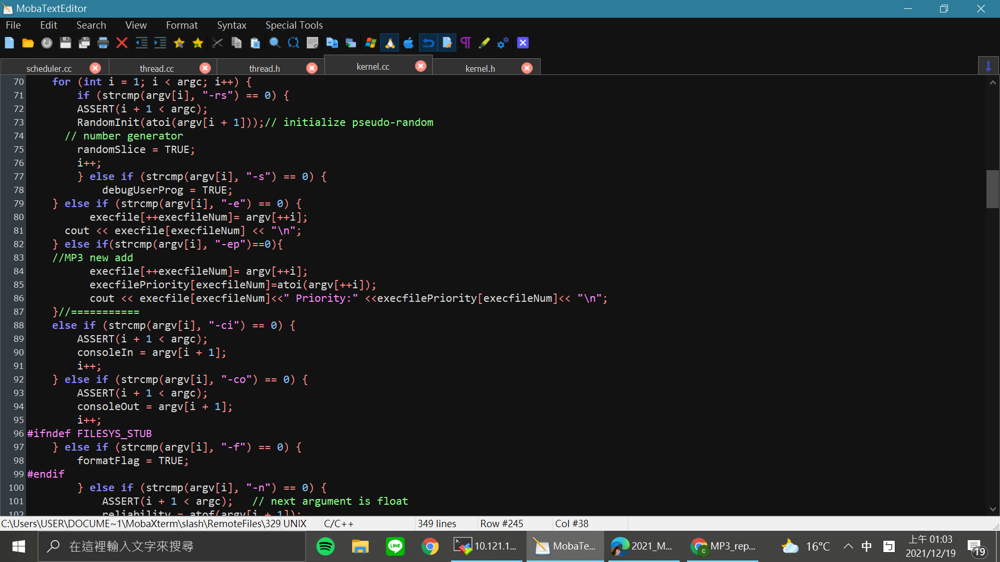 MobaTextEditor
File Edit Search View Format Syntax Special Tools
scheduler.cc thread.cc thread.h kernel.cc kernel.h
70 for (int i = 1; i < argc; i++) {
71 if (strcmp(argv[i], "-rs") == 0) {
72 ASSERT(i + 1 < argc);
73 RandomInit(atoi(argv[i + 1]));// initialize pseudo-random
74 // number generator
75 randomSlice = TRUE;
76 i++;
77 } else if (strcmp(argv[i], "-s") == 0) {
78 debugUserProg = TRUE;
79 } else if (strcmp(argv[i], "-e") == 0) {
80 execfile[++execfileNum]= argv[++i];
81 cout << execfile[execfileNum] << "\n";
82 } else if(strcmp(argv[i], "-ep")==0){
83 //MP3 new add
84 execfile[++execfileNum]= argv[++i];
85 execfilePriority[execfileNum]=atoi(argv[++i]);
86 cout << execfile[execfileNum]<<" Priority:" <<execfilePriority[execfileNum]<< "\n";
87 }//===========
88 else if (strcmp(argv[i], "-ci") == 0) {
89 ASSERT(i + 1 < argc);
90 consoleIn = argv[i + 1];
91 i++;
92 } else if (strcmp(argv[i], "-co") == 0) {
93 ASSERT(i + 1 < argc);
94 consoleOut = argv[i + 1];
95 i++;
96 #ifndef FILESYS_STUB
97 } else if (strcmp(argv[i], "-f") == 0) {
98 formatFlag = TRUE;
99 #endif
100 } else if (strcmp(argv[i], "-n") == 0) {
101 ASSERT(i + 1 < argc); // next argument is float
102 reliability = atof(argv[i + 1]);
C:\Users\USER\DOCUME~1\MobaXterm\slash\RemoteFiles\329 UNIX C/C++ 349 lines Row #245 Col #38
在這裡輸入文字來搜尋 LINE 10.121.1... MobaTe... 2021_M... C MP3_rep... 16°C 中 ㄅ 上午 01:03
2021/12/19 19